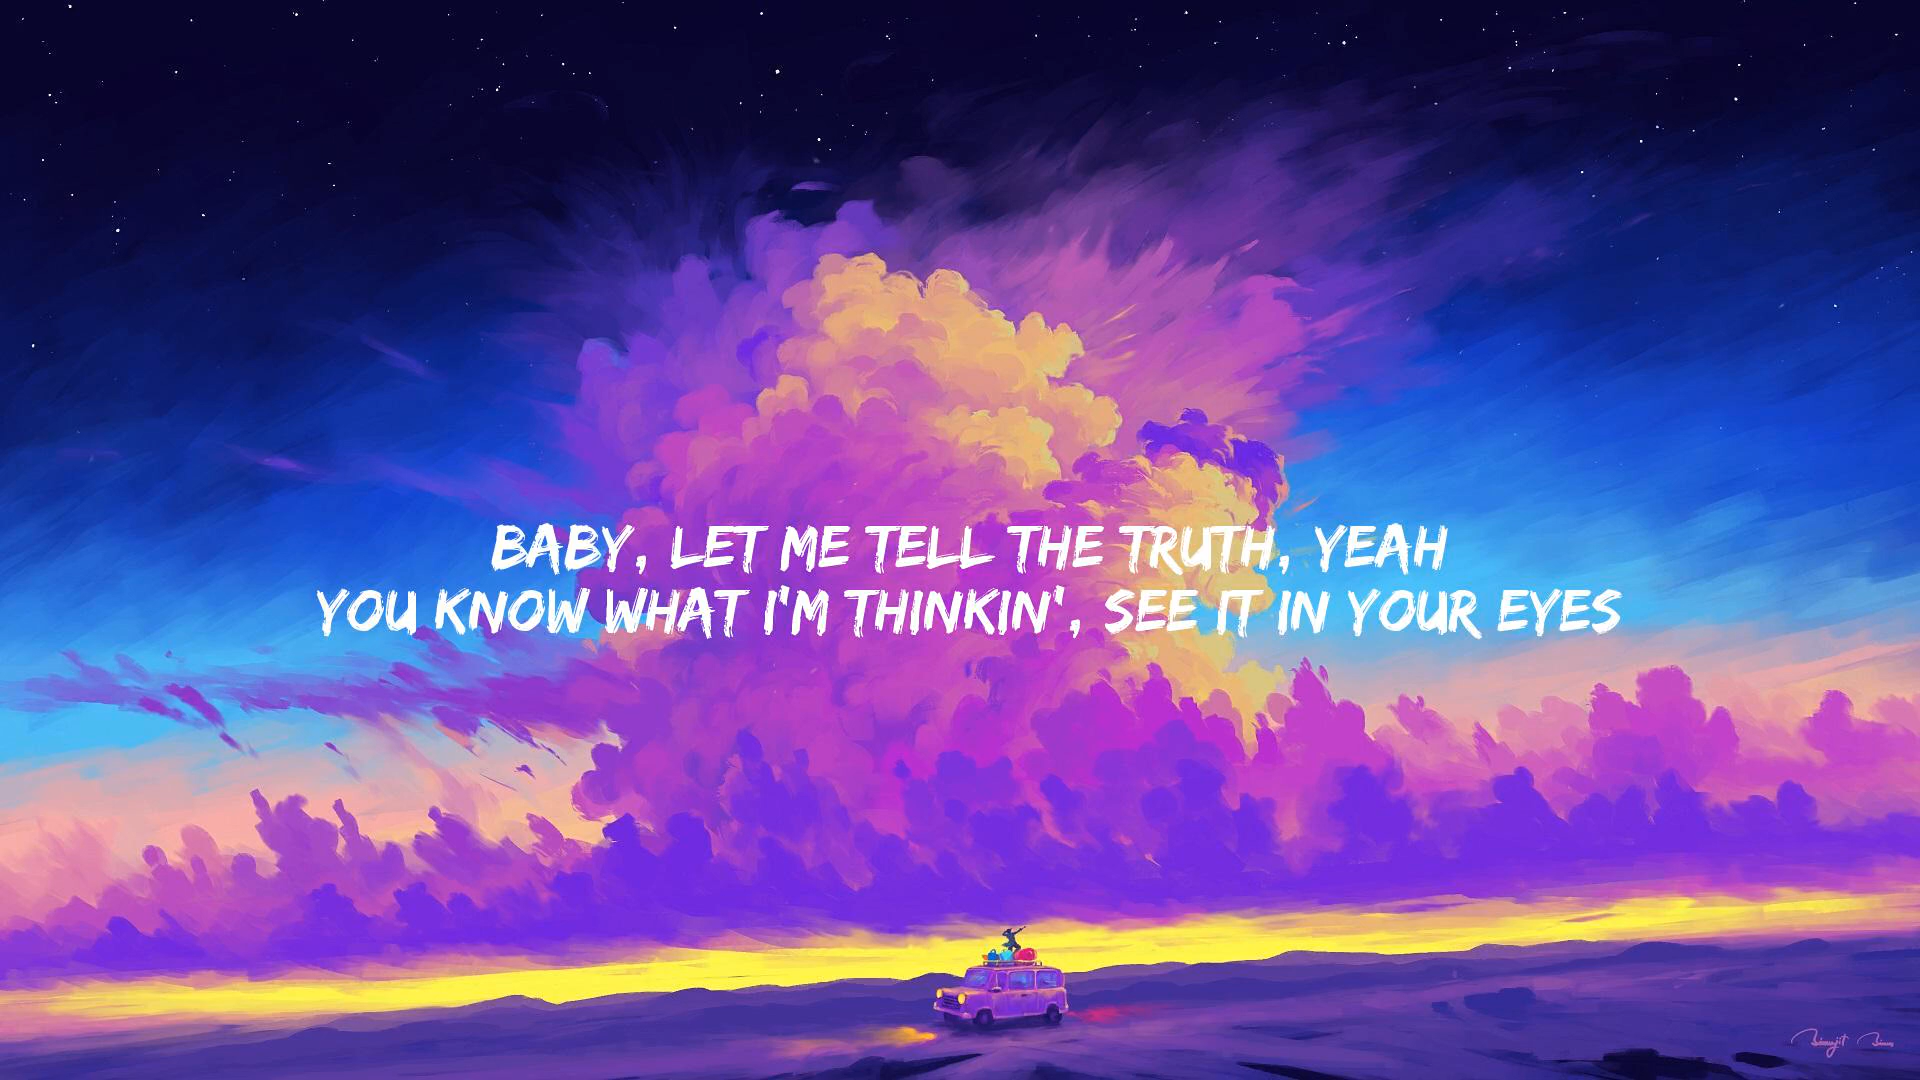 BABY, LET ME TELL THE TRUTH, YEAH
YOU KNOW WHAT I'M THINKIN', SEE IT IN YOUR EYES